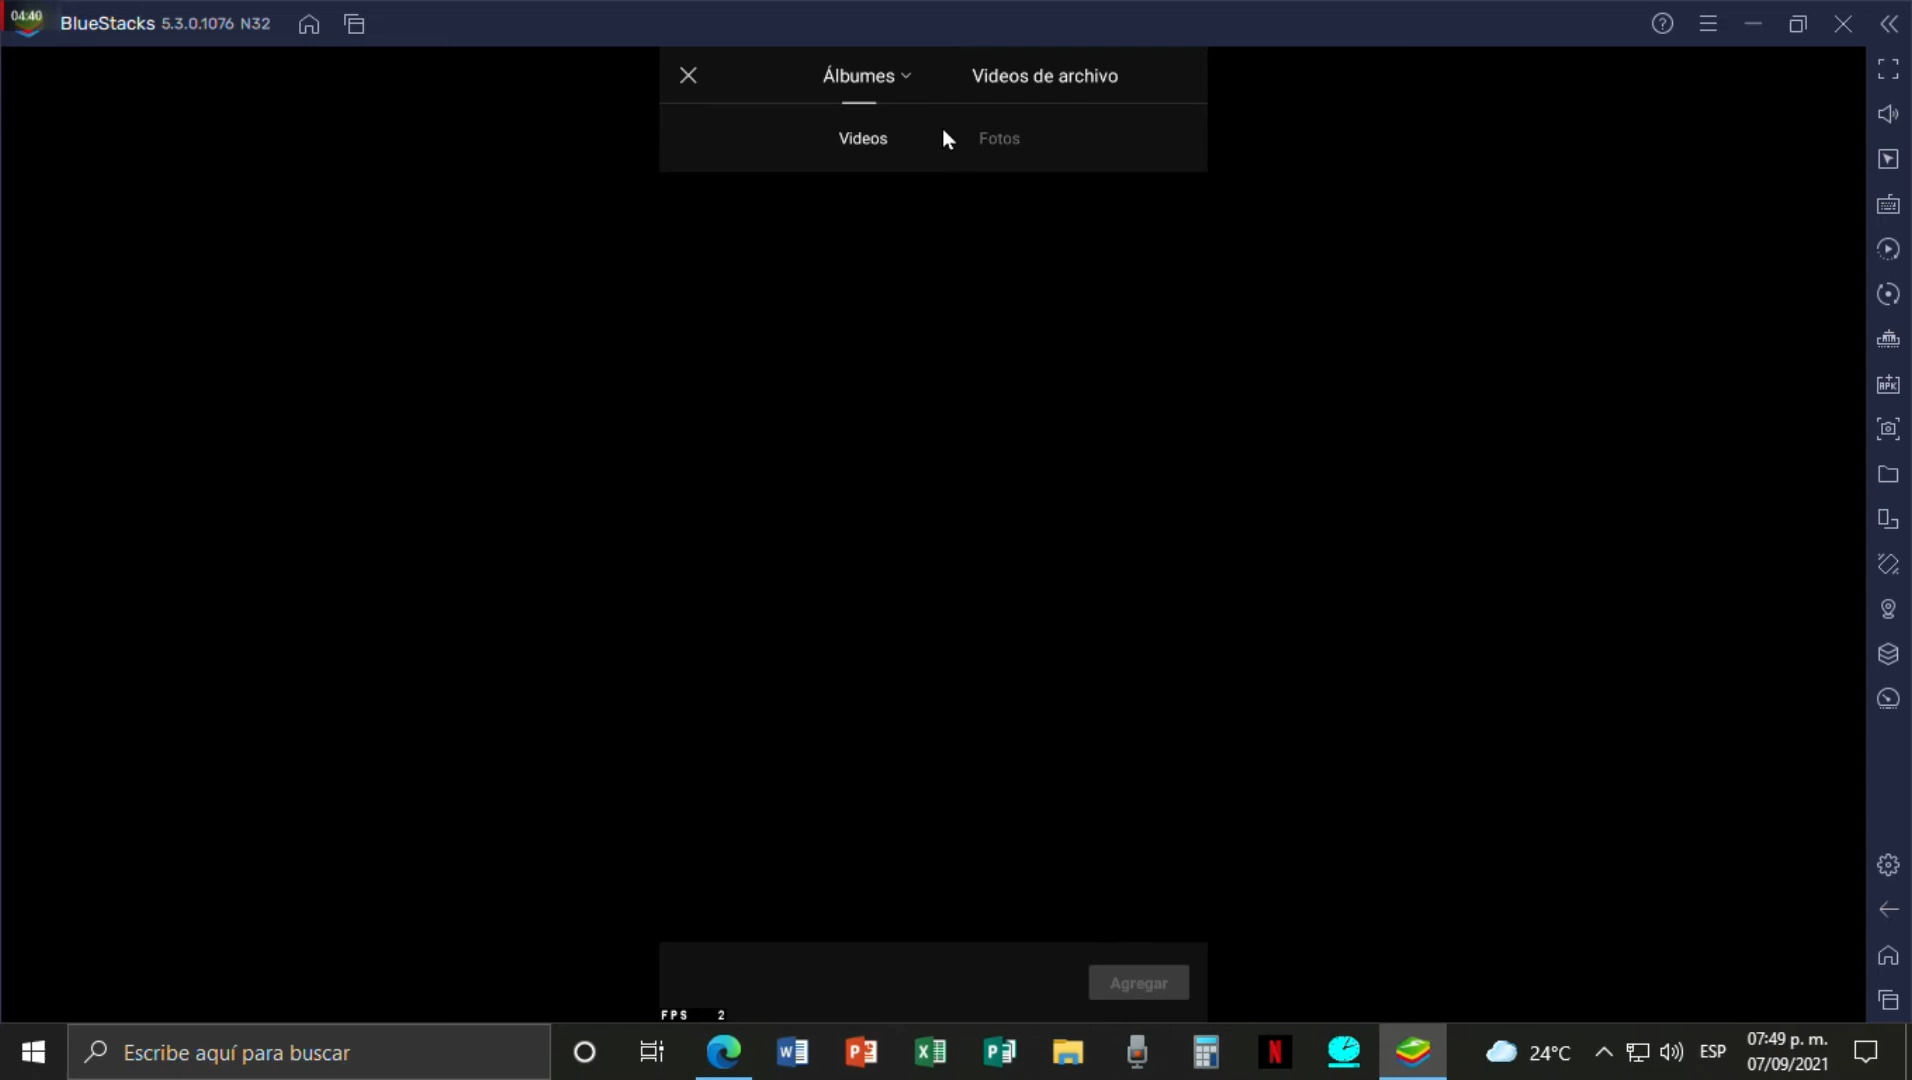 04:40
BlueStacks 5.3.0.1076 N32
Álbumes
Videos de archivo
Videos
Fotos
APK
Agregar
FPS 2
Escribe aquí para buscar
24°C
ESP
07:49 p. m.
07/09/2021